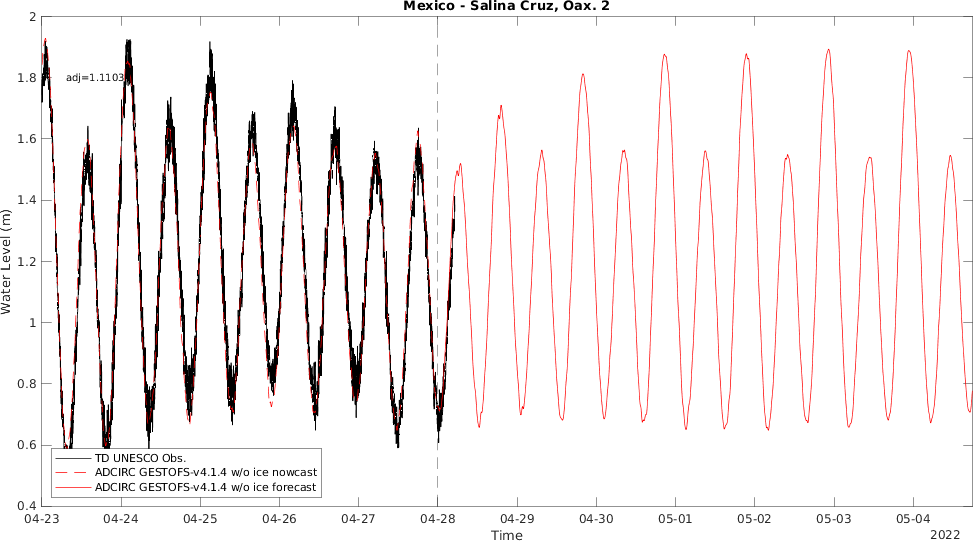 Mexico - Salina Cruz, Oax. 2
2
1.8
1.6
1.4
1.2
1
0.8
0.6
0.4
Water Level (m)
adj=1.1103
TD UNESCO Obs.
ADCIRC GESTOFS-v4.1.4 w/o ice nowcast
ADCIRC GESTOFS-v4.1.4 w/o ice forecast
04-23 04-24 04-25 04-26 04-27 04-28 04-29 04-30 05-01 05-02 05-03 05-04
Time
2022